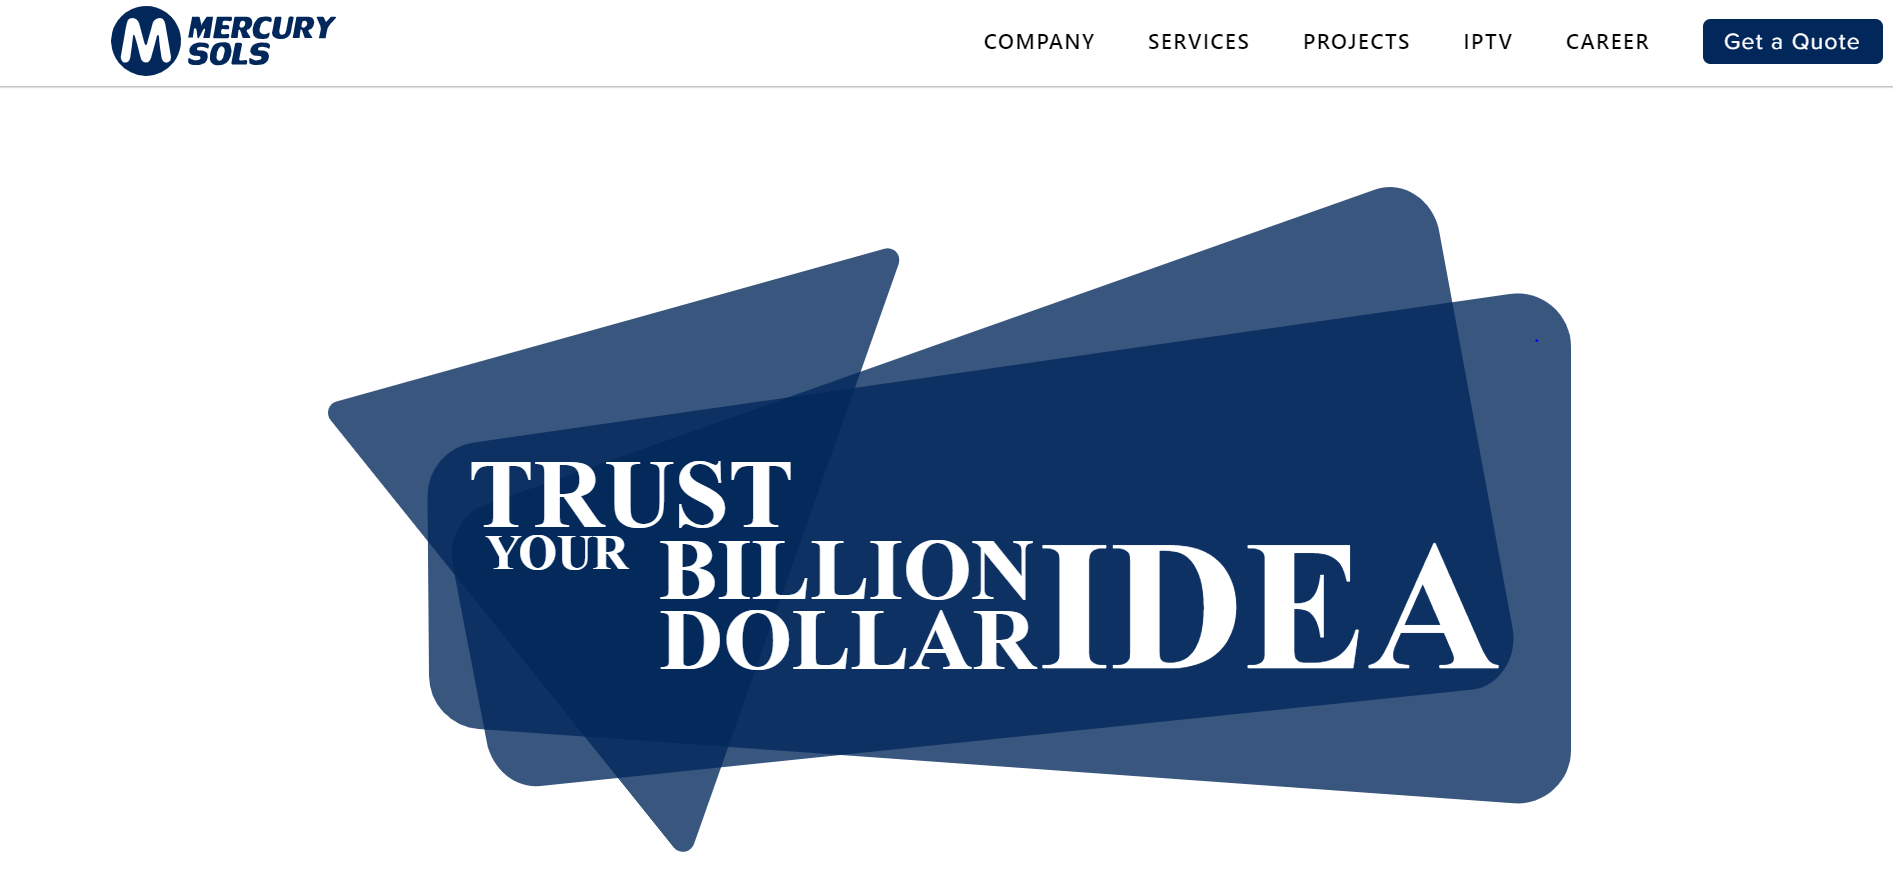 MERCURY
SOLS
COMPANY SERVICES PROJECTS IPTV CAREER Get a Quote
TRUST
YOUR BILLION IDEA
DOLLAR